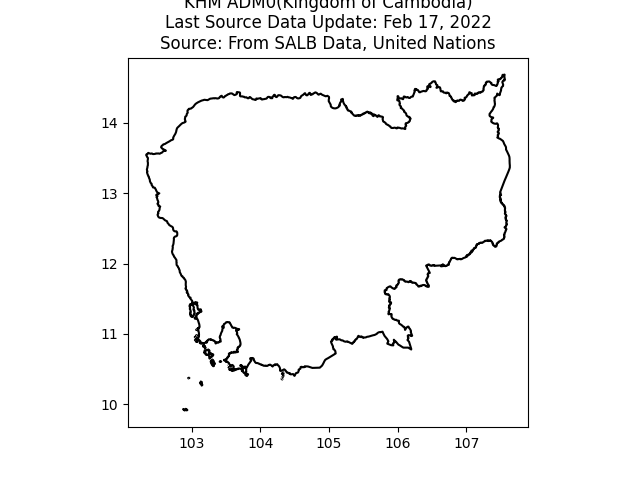 KHM ADM0(Kingdom of Cambodia)
Last Source Data Update: Feb 17, 2022
Source: From SALB Data, United Nations
14
13
12
11
10
103 104 105 106 107